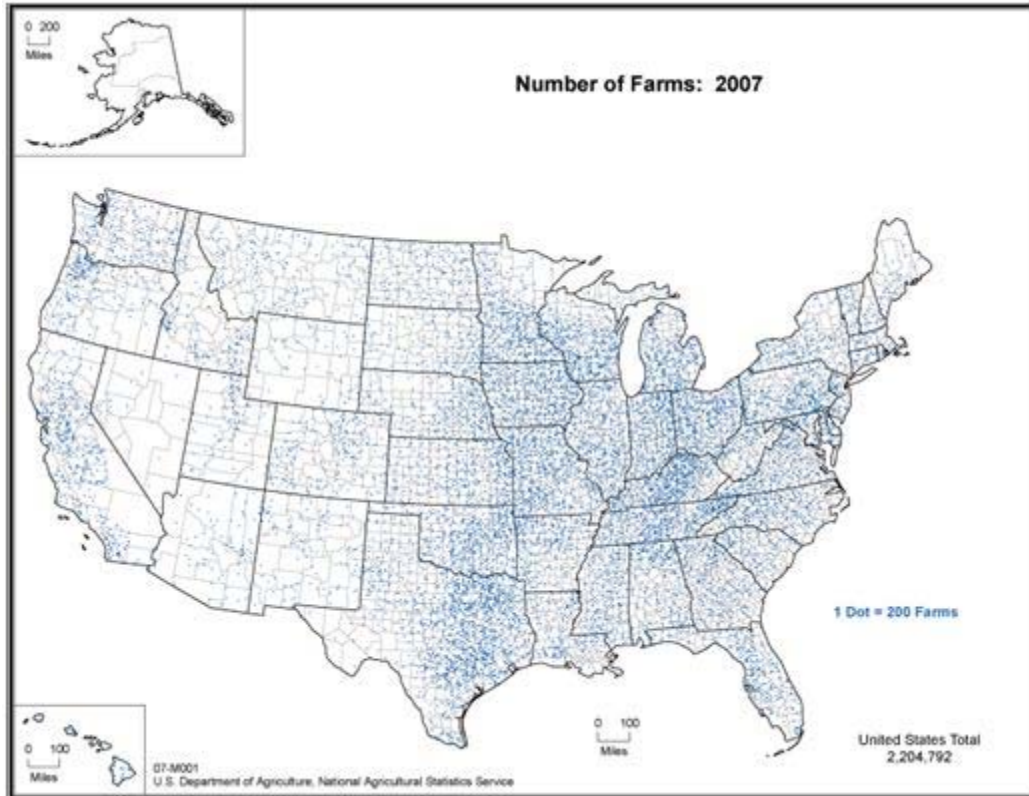 0 200
Miles
Number of Farms: 2007
1 Dot = 200 Farms
0 100
Miles
0 100
Miles
United States Total
2,204,792
07-M001
U.S. Department of Agriculture, National Agricultural Statistics Service